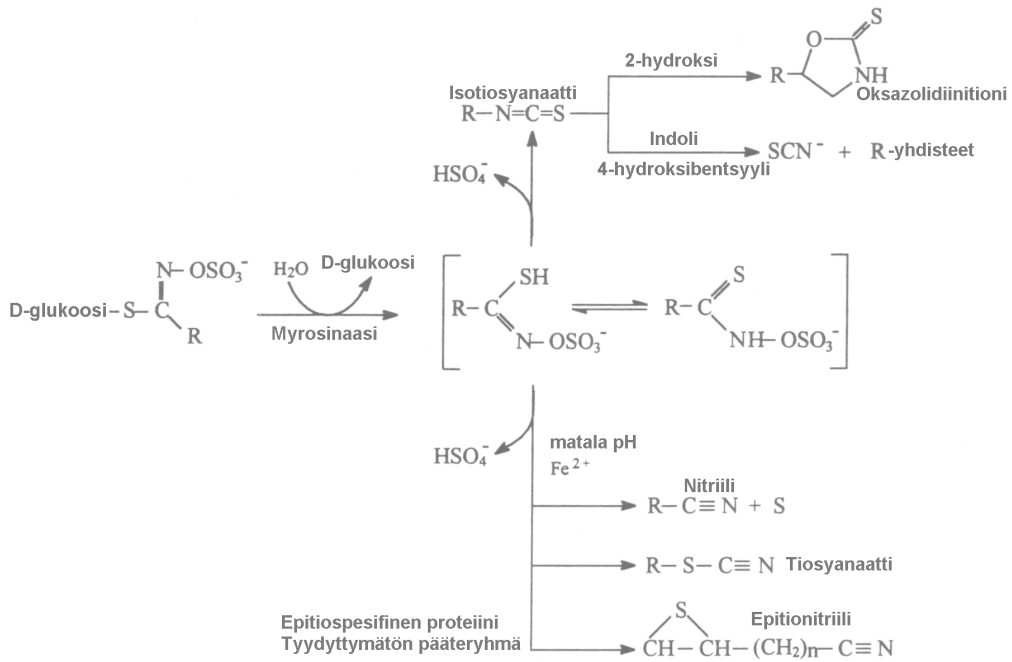 S
O
2-hydroksi
R
NH
Oksazolidiinitioni
Isotiosyanaatti
R–N=C=S
Indoli
4-hydroksibentsyyli
SCN⁻ + R-yhdisteet
HSO₄⁻
N–OSO₃⁻
H₂O
D-glukoosi
D-glukoosi–S–C
R
Myrosinaasi
SH
R–C
N–OSO₃⁻
S
R–C
NH–OSO₃⁻
HSO₄⁻
matala pH
Fe²⁺
Nitriili
R–C≡N + S
R–S–C≡N Tiosyanaatti
Epitiospesifinen proteiini
Tyydyttymätön pääteryhmä
S
Epitionitriili
CH–CH–(CH₂)n–C≡N